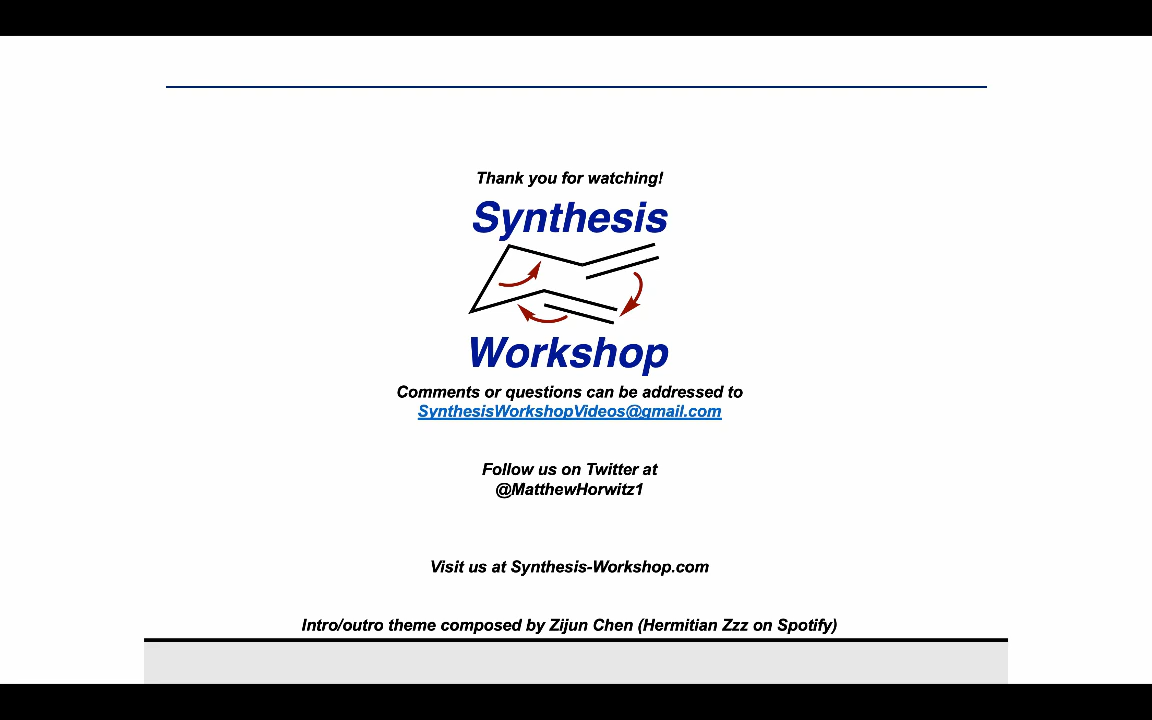 Thank you for watching!
Synthesis
Workshop
Comments or questions can be addressed to
SynthesisWorkshopVideos@gmail.com
Follow us on Twitter at
@MatthewHorwitz1
Visit us at Synthesis-Workshop.com
Intro/outro theme composed by Zijun Chen (Hermitian Zzz on Spotify)